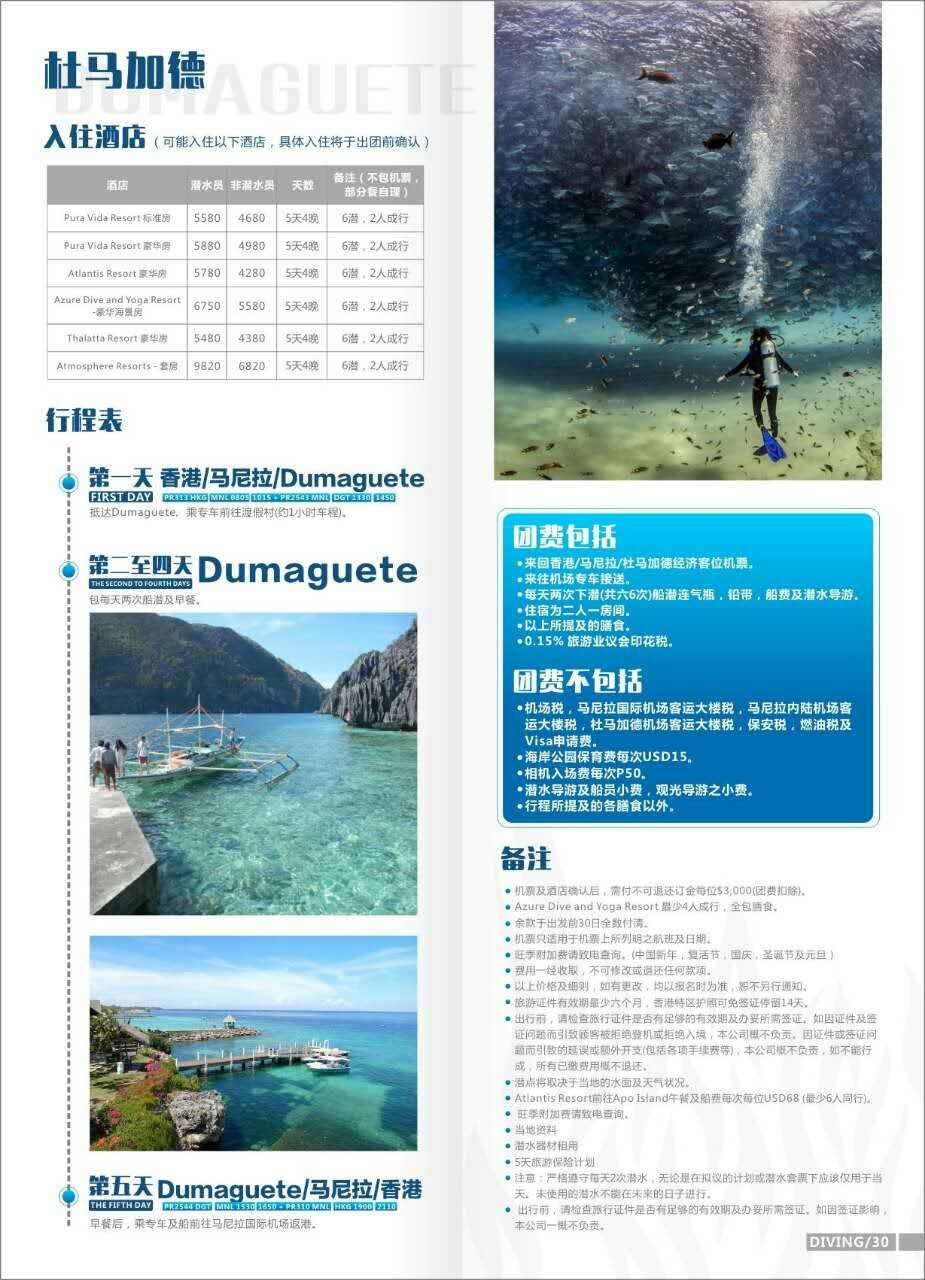 杜马加德
DUMAGUETE
入住酒店（可能入住以下酒店，具体入住将于出团前确认）
酒店 潜水员 非潜水员 天数 备注（不包机票，部分餐自理）
Pura Vida Resort 标准房 5580 4680 5天4晚 6潜，2人成行
Pura Vida Resort 豪华房 5880 4980 5天4晚 6潜，2人成行
Atlantis Resort 豪华房 5780 4280 5天4晚 6潜，2人成行
Azure Dive and Yoga Resort -豪华海景房 6750 5580 5天4晚 6潜，2人成行
Thalatta Resort 豪华房 5480 4380 5天4晚 6潜，2人成行
Atmosphere Resorts - 套房 9820 6820 5天4晚 6潜，2人成行
行程表
第一天 香港/马尼拉/Dumaguete
FIRST DAY PR313 HKG MNL 0805 1015 + PR2543 MNL DGT 1330 1450
抵达Dumaguete，乘专车前往渡假村(约1小时车程)。
第二至四天 Dumaguete
THE SECOND TO FOURTH DAYS
包每天两次船潜及早餐。
第五天 Dumaguete/马尼拉/香港
THE FIFTH DAY PR2544 DGT MNL 1530 1650 + PR310 MNL HKG 1900 2110
早餐后，乘专车及船前往马尼拉国际机场返港。
团费包括
•来回香港/马尼拉/杜马加德经济客位机票。
•来往机场专车接送。
•每天两次下潜(共六6次)船潜连气瓶，铅带，船费及潜水导游。
•住宿为二人一房间。
•以上所提及的膳食。
•0.15% 旅游业议会印花税。
团费不包括
•机场税，马尼拉国际机场客运大楼税，马尼拉内陆机场客
运大楼税，杜马加德机场客运大楼税，保安税，燃油税及
Visa申请费。
•海岸公园保育费每次USD15。
•相机入场费每次P50。
•潜水导游及船员小费，观光导游之小费。
•行程所提及的各膳食以外。
备注
•机票及酒店确认后，需付不可退还订金每位$3,000(团费扣除)。
•Azure Dive and Yoga Resort 最少4人成行，全包膳食。
•余款于出发前30日全数付清。
•机票只适用于机票上所列明之航班及日期。
•旺季附加费请致电查询。(中国新年，复活节，国庆，圣诞节及元旦）
•费用一经收取，不可修改或退还任何款项。
•以上价格及细则，如有更改，均以报名时为准，恕不另行通知。
•旅游证件有效期最少六个月，香港特区护照可免签证停留14天。
•出行前，请检查旅行证件是否有足够的有效期及办妥所需签证。如因证件及签
证问题而引致顾客被拒绝登机或拒绝入境，本公司概不负责。因证件或签证问
题而引致的延误或额外开支(包括各项手续费等)，本公司概不负责，如不能行
成，所有已缴费用概不退还。
•潜点将取决于当地的水面及天气状况。
•Atlantis Resort前往Apo Island午餐及船费每次每位USD68 (最少6人同行)。
•旺季附加费请致电查询。
•当地资料
•潜水器材租用
•5天旅游保险计划
•注意：严格遵守每天2次潜水，无论是在拟议的计划或潜水套票下应该仅用于当
天。未使用的潜水不能在未来的日子进行。
•出行前，请检查旅行证件是否有足够的有效期及办妥所需签证。如因签证影响，
本公司一概不负责。
DIVING/30